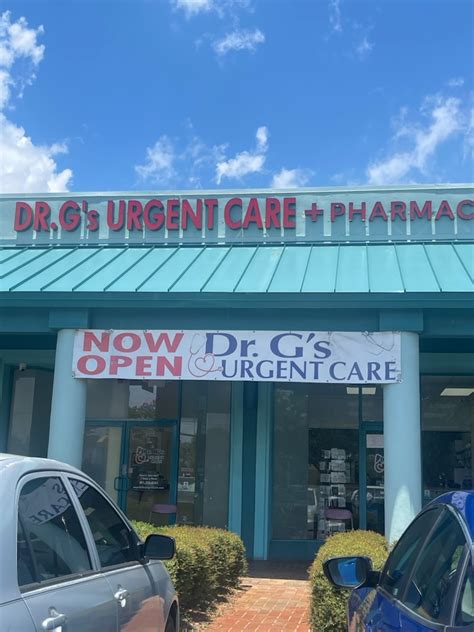 DR.G's URGENT CARE + PHARMAC
NOW OPEN
Dr. G's
URGENT CARE